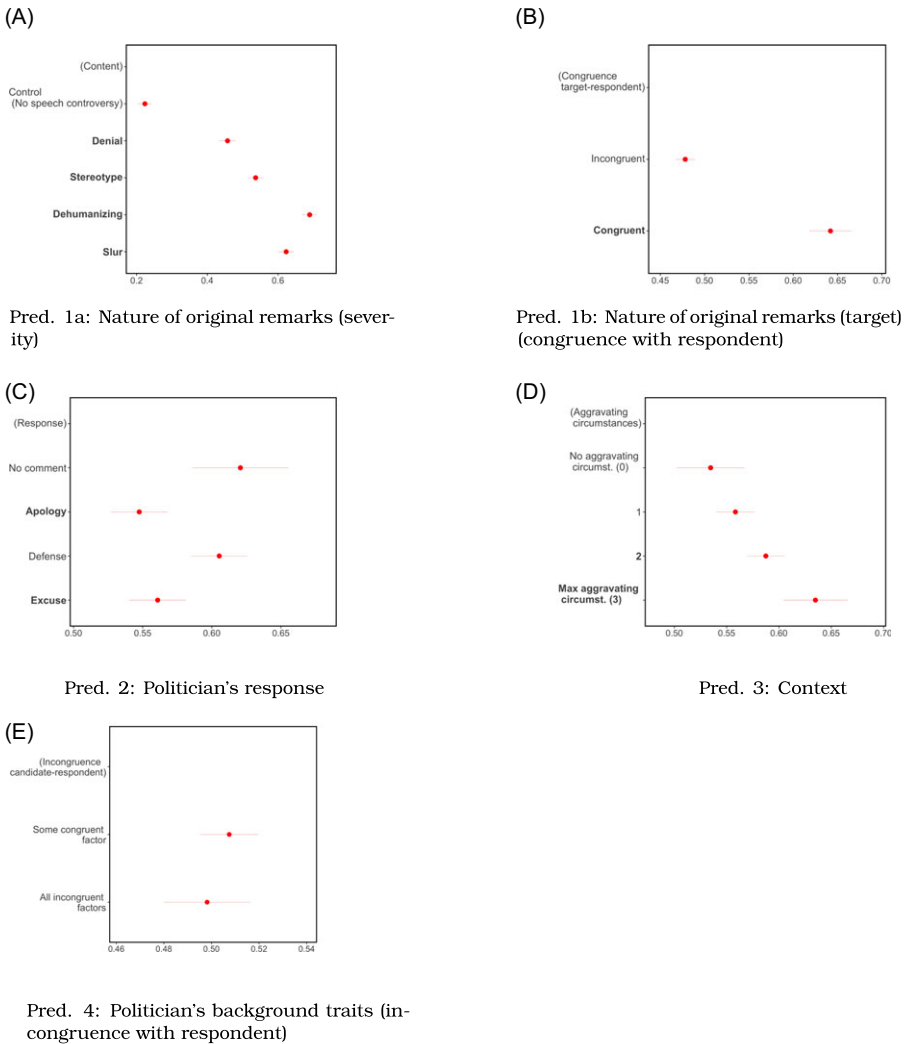 (A)
(Content)
Control
(No speech controversy)
Denial
Stereotype
Dehumanizing
Slur
0.2 0.4 0.6
Pred. 1a: Nature of original remarks (sever-
ity)
(B)
(Congruence
target-respondent)
Incongruent
Congruent
0.45 0.50 0.55 0.60 0.65 0.70
Pred. 1b: Nature of original remarks (target)
(congruence with respondent)
(C)
(Response)
No comment
Apology
Defense
Excuse
0.50 0.55 0.60 0.65
Pred. 2: Politician's response
(D)
(Aggravating
circumstances)
No aggravating
circumst. (0)
1
2
Max aggravating
circumst. (3)
0.50 0.55 0.60 0.65 0.70
Pred. 3: Context
(E)
(Incongruence
candidate-respondent)
Some congruent
factor
All incongruent
factors
0.46 0.48 0.50 0.52 0.54
Pred. 4: Politician's background traits (in-
congruence with respondent)